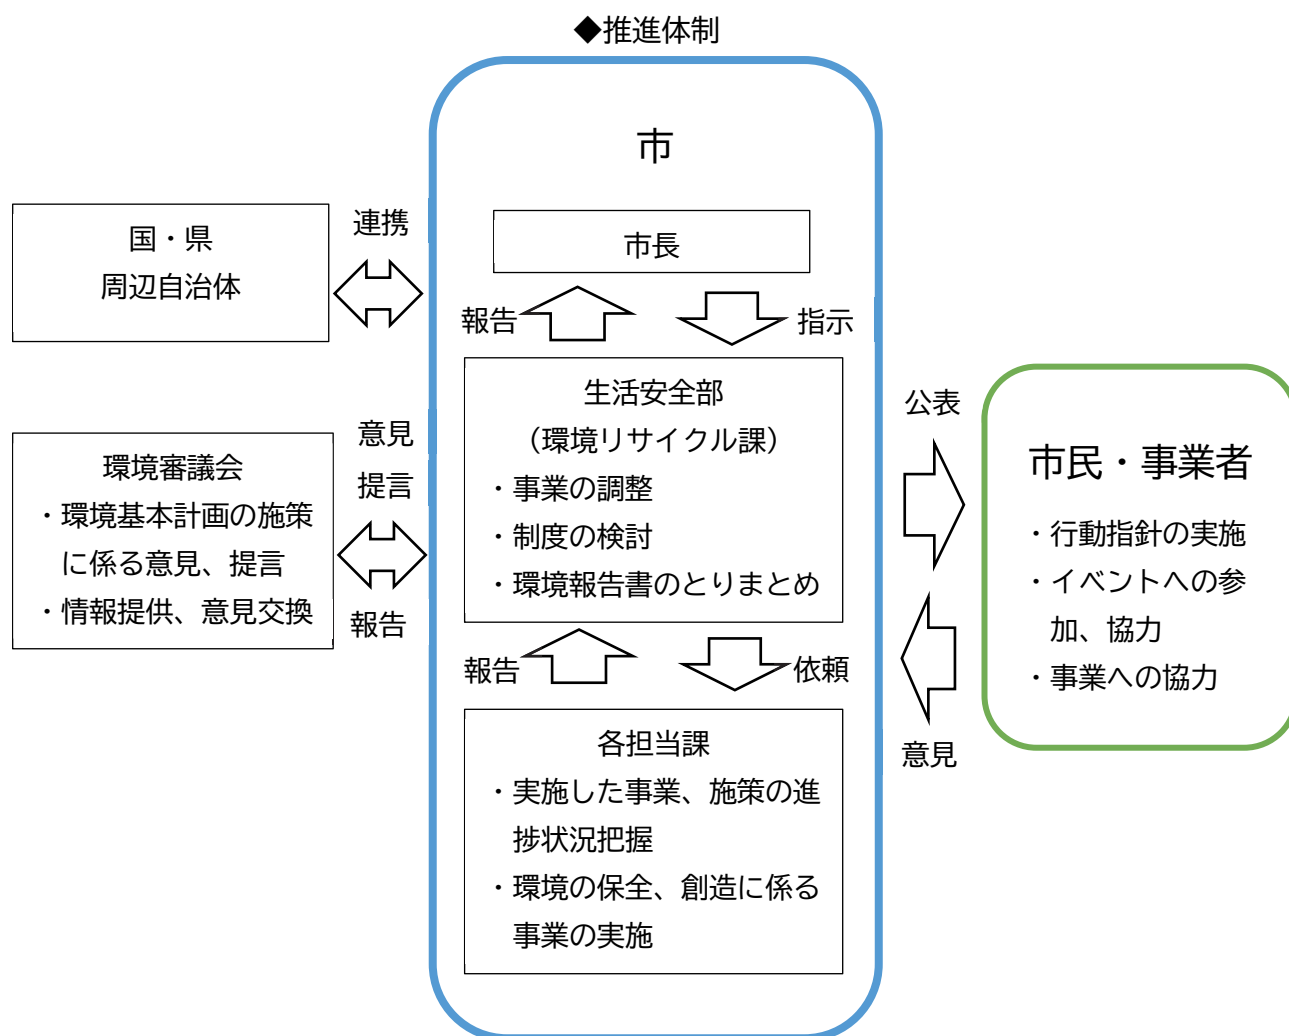 ◆推進体制
市
国・県
周辺自治体
連携
市長
報告
指示
環境審議会
・環境基本計画の施策
に係る意見、提言
・情報提供、意見交換
意見
提言
報告
生活安全部
（環境リサイクル課）
・事業の調整
・制度の検討
・環境報告書のとりまとめ
報告
依頼
各担当課
・実施した事業、施策の進
捗状況把握
・環境の保全、創造に係る
事業の実施
公表
意見
市民・事業者
・行動指針の実施
・イベントへの参
加、協力
・事業への協力